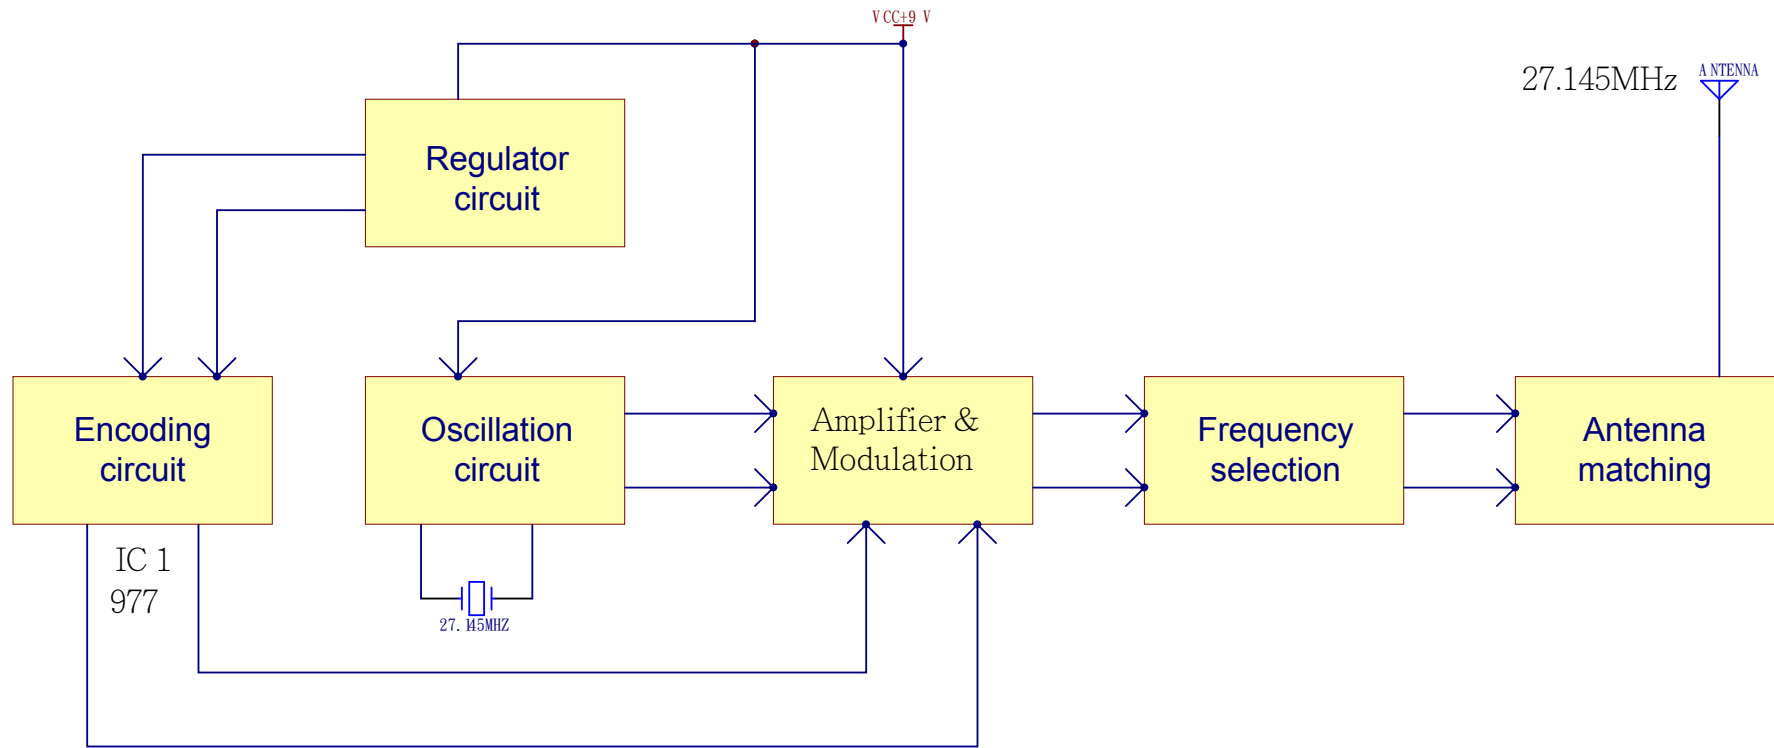 VCC+9 V
27.145MHz
ANTENNA
Regulator
circuit
Encoding
circuit
Oscillation
circuit
Amplifier &
Modulation
Frequency
selection
Antenna
matching
IC 1
977
27.145MHZ